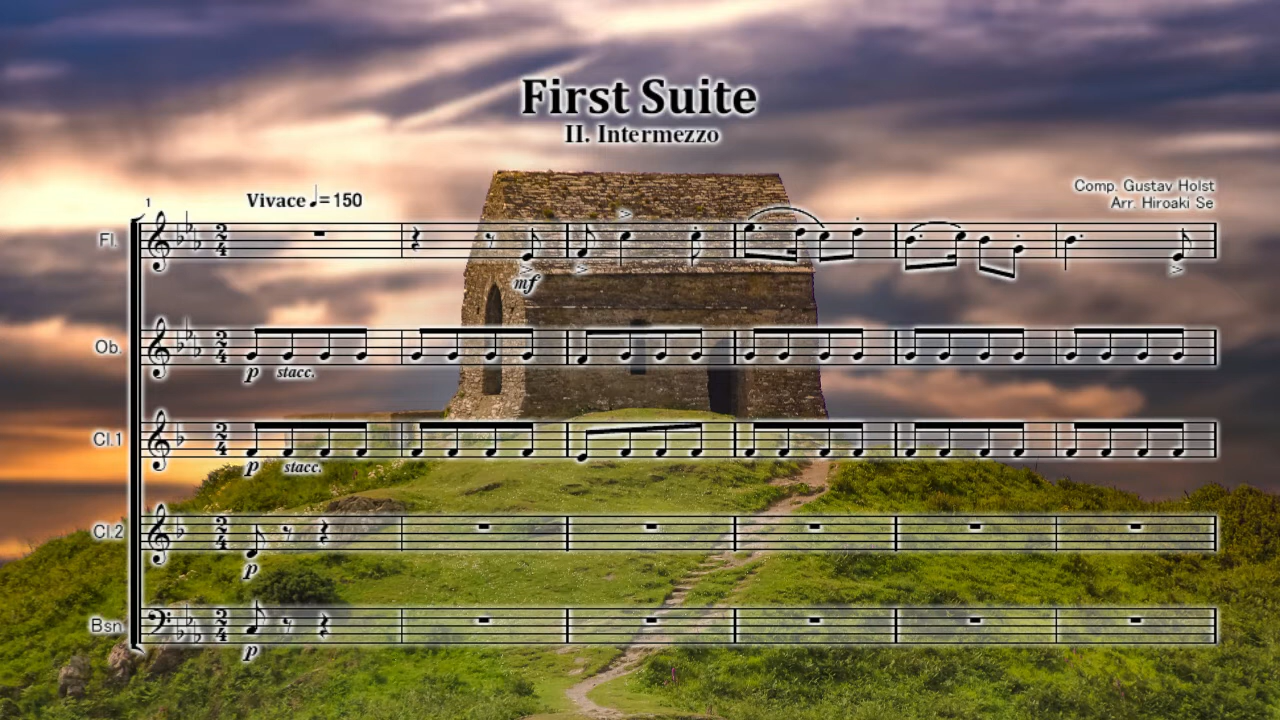 First Suite
II. Intermezzo
Comp. Gustav Holst
Arr. Hiroaki Se
1
Vivace ♩=150
Fl.
mf
Ob.
p stacc.
Cl.1
p stacc.
Cl.2
p
Bsn
p